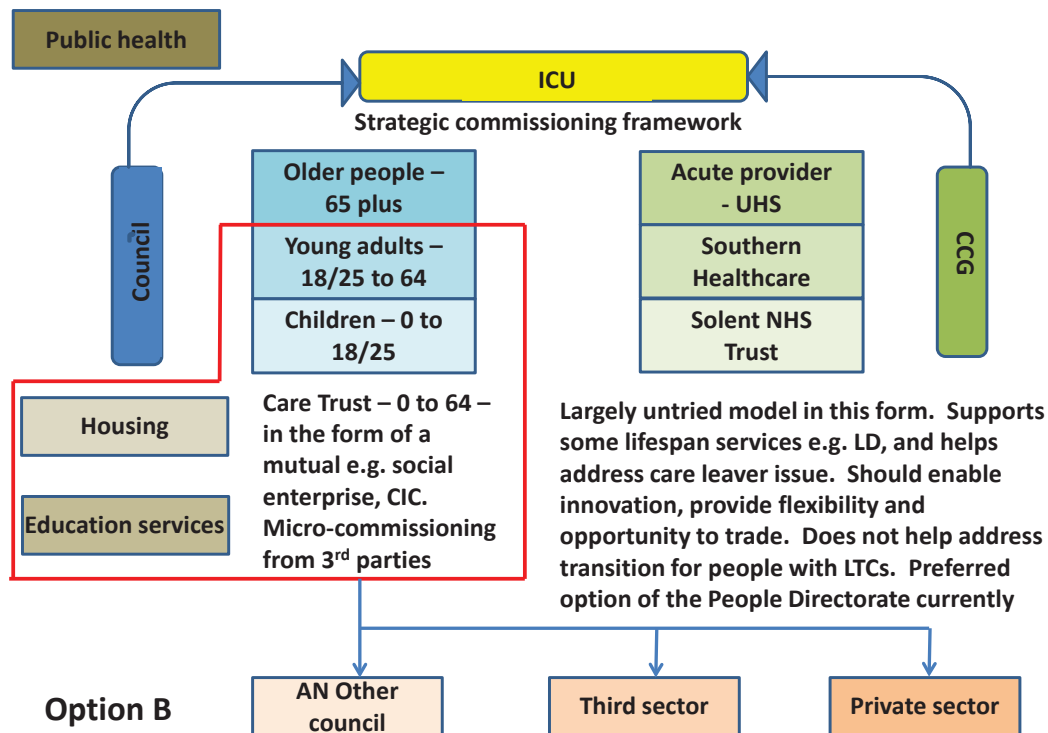 Public health
ICU
Strategic commissioning framework
Council
Older people –
65 plus
Young adults –
18/25 to 64
Children – 0 to
18/25
Acute provider
- UHS
Southern
Healthcare
Solent NHS
Trust
CCG
Housing
Education services
Care Trust – 0 to 64 –
in the form of a
mutual e.g. social
enterprise, CIC.
Micro-commissioning
from 3rd parties
Largely untried model in this form.  Supports
some lifespan services e.g. LD, and helps
address care leaver issue.  Should enable
innovation, provide flexibility and
opportunity to trade.  Does not help address
transition for people with LTCs.  Preferred
option of the People Directorate currently
Option B
AN Other
council
Third sector
Private sector